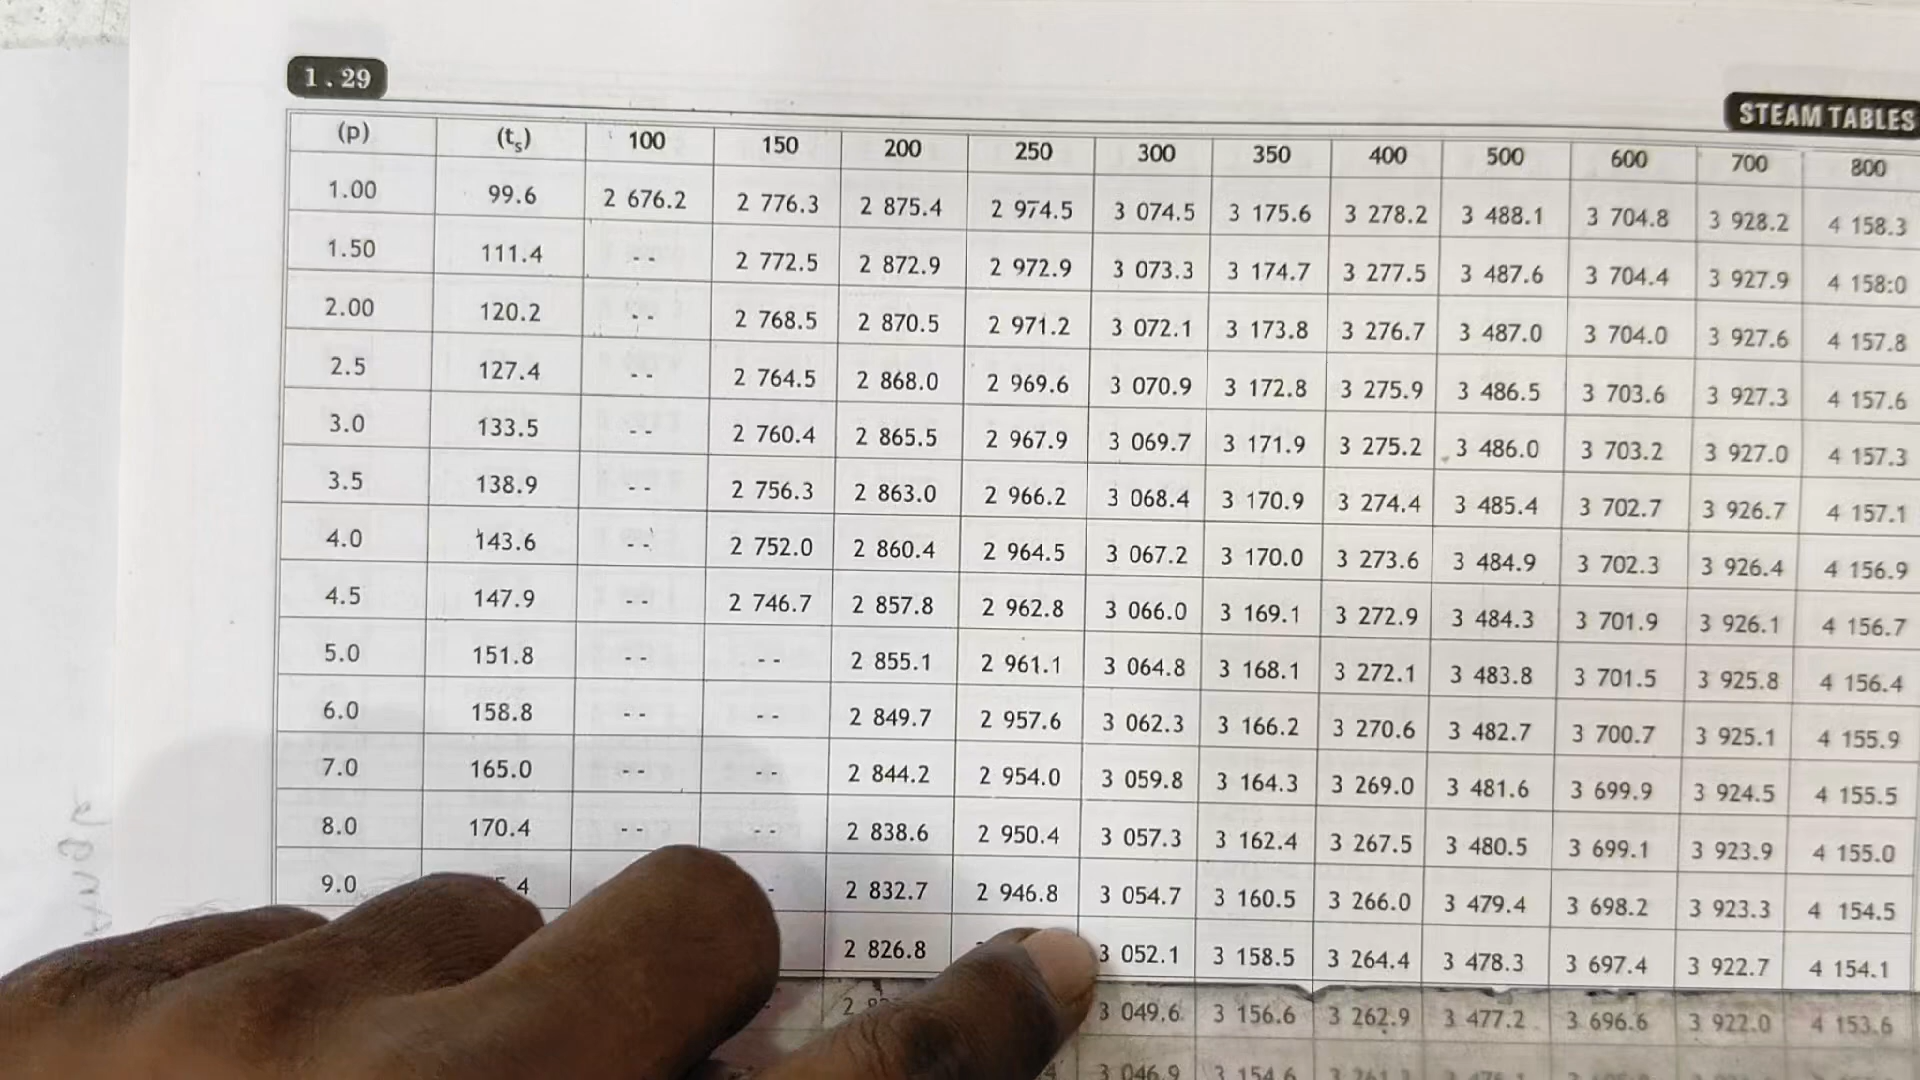 1.29
STEAM TABLES
(p) (ts) 100 150 200 250 300 350 400 500 600 700 800
1.00 99.6 2 676.2 2 776.3 2 875.4 2 974.5 3 074.5 3 175.6 3 278.2 3 488.1 3 704.8 3 928.2 4 158.3
1.50 111.4 -- 2 772.5 2 872.9 2 972.9 3 073.3 3 174.7 3 277.5 3 487.6 3 704.4 3 927.9 4 158:0
2.00 120.2 -- 2 768.5 2 870.5 2 971.2 3 072.1 3 173.8 3 276.7 3 487.0 3 704.0 3 927.6 4 157.8
2.5 127.4 -- 2 764.5 2 868.0 2 969.6 3 070.9 3 172.8 3 275.9 3 486.5 3 703.6 3 927.3 4 157.6
3.0 133.5 -- 2 760.4 2 865.5 2 967.9 3 069.7 3 171.9 3 275.2 3 486.0 3 703.2 3 927.0 4 157.3
3.5 138.9 -- 2 756.3 2 863.0 2 966.2 3 068.4 3 170.9 3 274.4 3 485.4 3 702.7 3 926.7 4 157.1
4.0 143.6 -- 2 752.0 2 860.4 2 964.5 3 067.2 3 170.0 3 273.6 3 484.9 3 702.3 3 926.4 4 156.9
4.5 147.9 -- 2 746.7 2 857.8 2 962.8 3 066.0 3 169.1 3 272.9 3 484.3 3 701.9 3 926.1 4 156.7
5.0 151.8 -- -- 2 855.1 2 961.1 3 064.8 3 168.1 3 272.1 3 483.8 3 701.5 3 925.8 4 156.4
6.0 158.8 -- -- 2 849.7 2 957.6 3 062.3 3 166.2 3 270.6 3 482.7 3 700.7 3 925.1 4 155.9
7.0 165.0 -- -- 2 844.2 2 954.0 3 059.8 3 164.3 3 269.0 3 481.6 3 699.9 3 924.5 4 155.5
8.0 170.4 -- -- 2 838.6 2 950.4 3 057.3 3 162.4 3 267.5 3 480.5 3 699.1 3 923.9 4 155.0
9.0 2 832.7 2 946.8 3 054.7 3 160.5 3 266.0 3 479.4 3 698.2 3 923.3 4 154.5
2 826.8 3 052.1 3 158.5 3 264.4 3 478.3 3 697.4 3 922.7 4 154.1
3 049.6 3 156.6 3 262.9 3 477.2 3 696.6 3 922.0 4 153.6
3 046.9 3 154.6